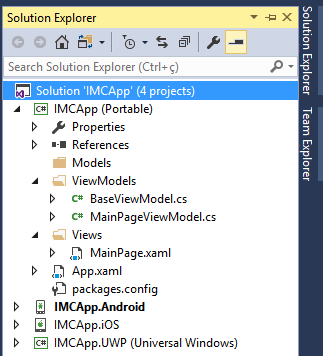 Solution Explorer
Search Solution Explorer (Ctrl+ç)
Solution 'IMCApp' (4 projects)
C# IMCApp (Portable)
Properties
References
Models
ViewModels
C# BaseViewModel.cs
C# MainPageViewModel.cs
Views
MainPage.xaml
App.xaml
packages.config
IMCApp.Android
IMCApp.iOS
C# IMCApp.UWP (Universal Windows)
Solution Explorer
Team Explorer